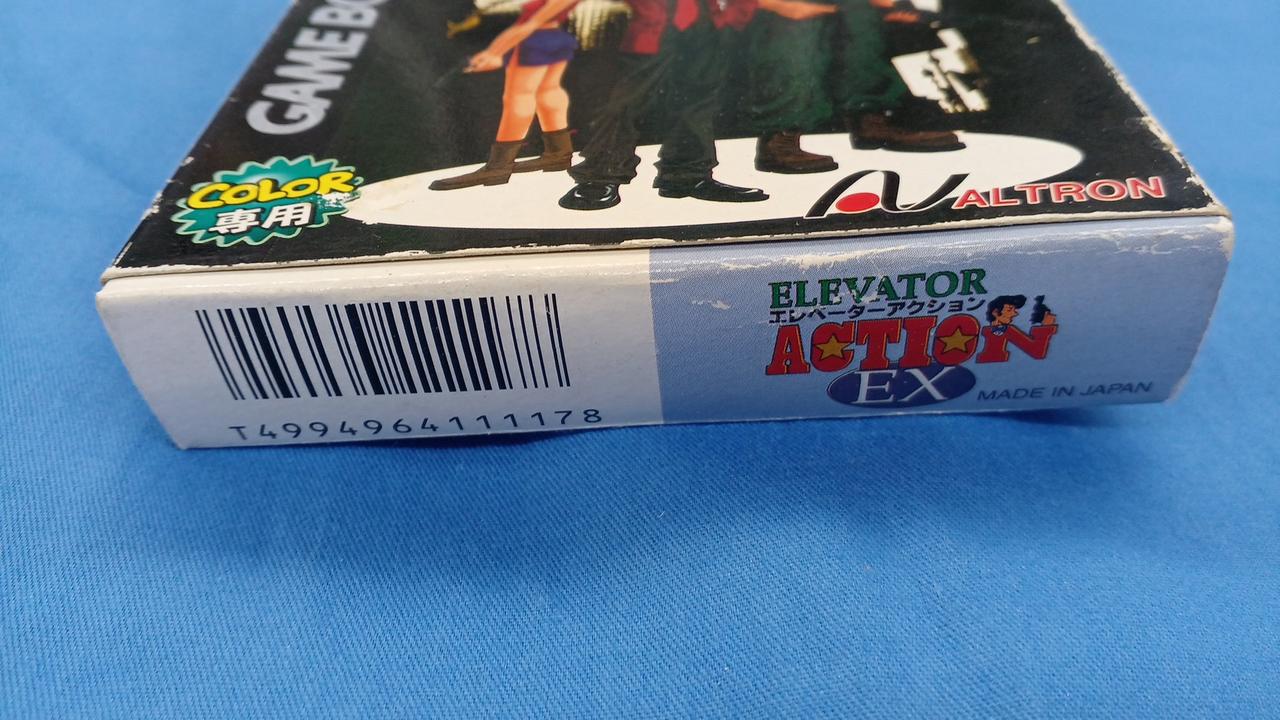 GAME BO
COLOR
専用
ALTRON
ELEVATOR
エレベーターアクション
ACTION
EX
MADE IN JAPAN
T4994964111178